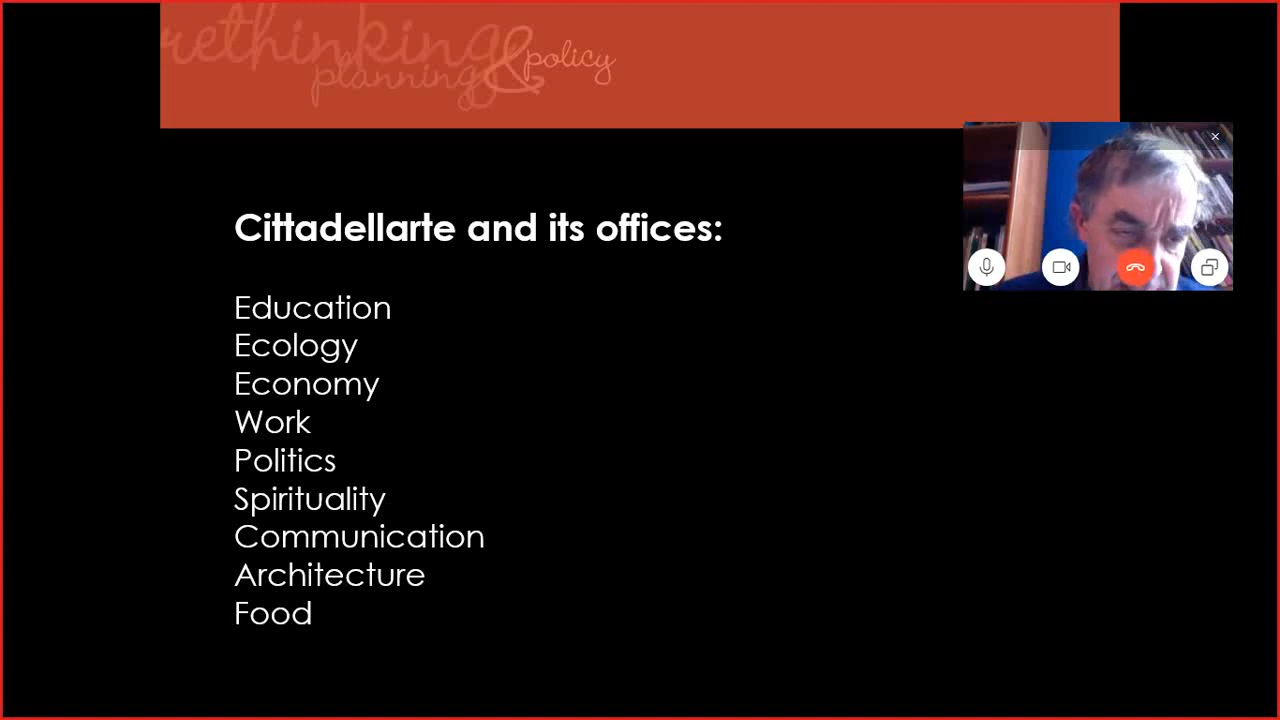 rethinking
planning & policy
Cittadellarte and its offices:
Education
Ecology
Economy
Work
Politics
Spirituality
Communication
Architecture
Food